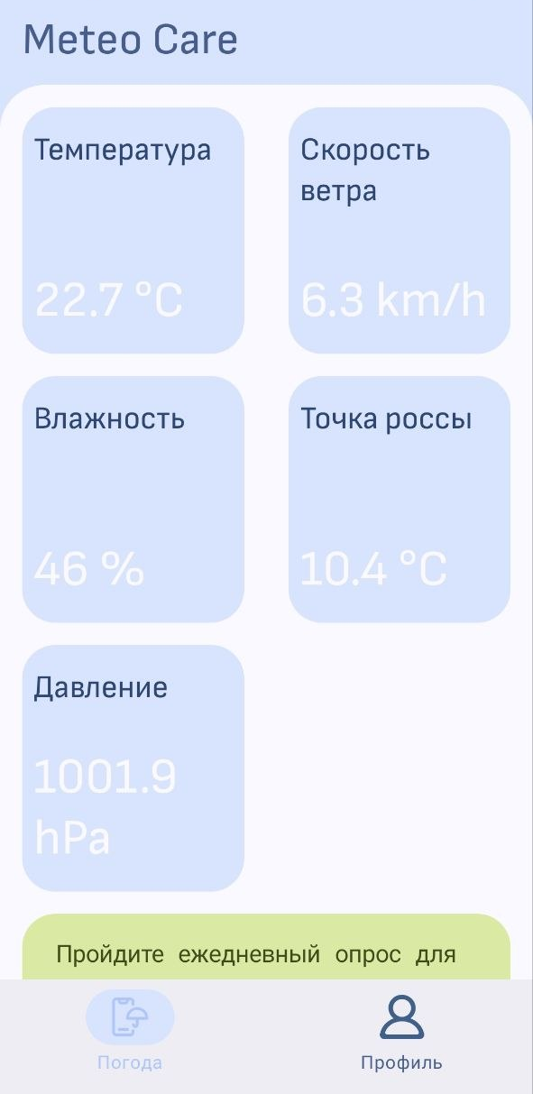 Meteo Care
Температура
22.7 °C
Скорость
ветра
6.3 km/h
Влажность
46 %
Точка россы
10.4 °C
Давление
1001.9
hPa
Пройдите ежедневный опрос для
Погода
Профиль